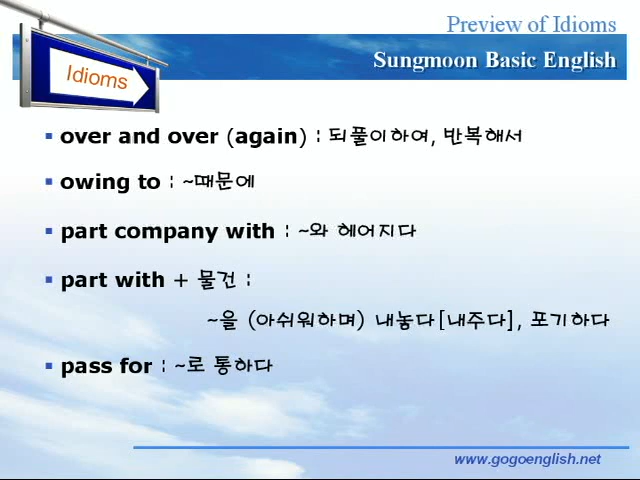 Preview of Idioms
Sungmoon Basic English
Idioms
over and over (again) : 되풀이하여, 반복해서
owing to : ~때문에
part company with : ~와 헤어지다
part with + 물건 :
~을 (아쉬워하며) 내놓다[내주다], 포기하다
pass for : ~로 통하다
www.gogoenglish.net